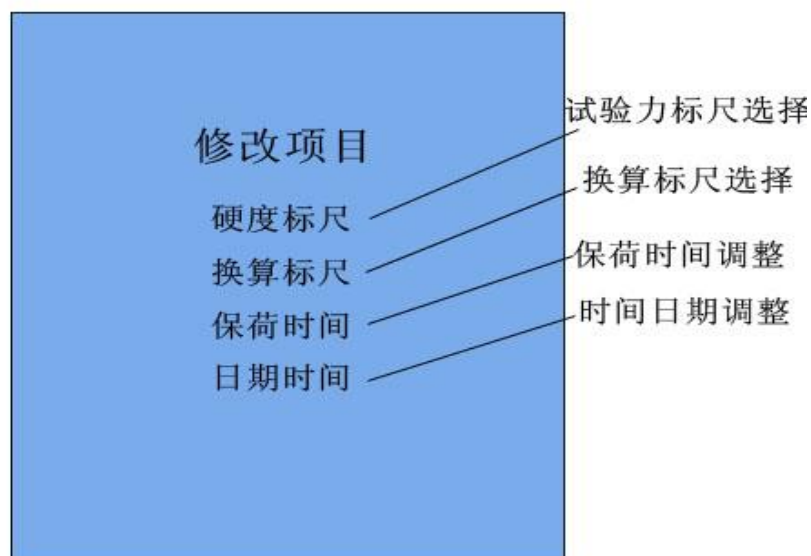 修改项目
硬度标尺
换算标尺
保荷时间
日期时间
试验力标尺选择
换算标尺选择
保荷时间调整
时间日期调整